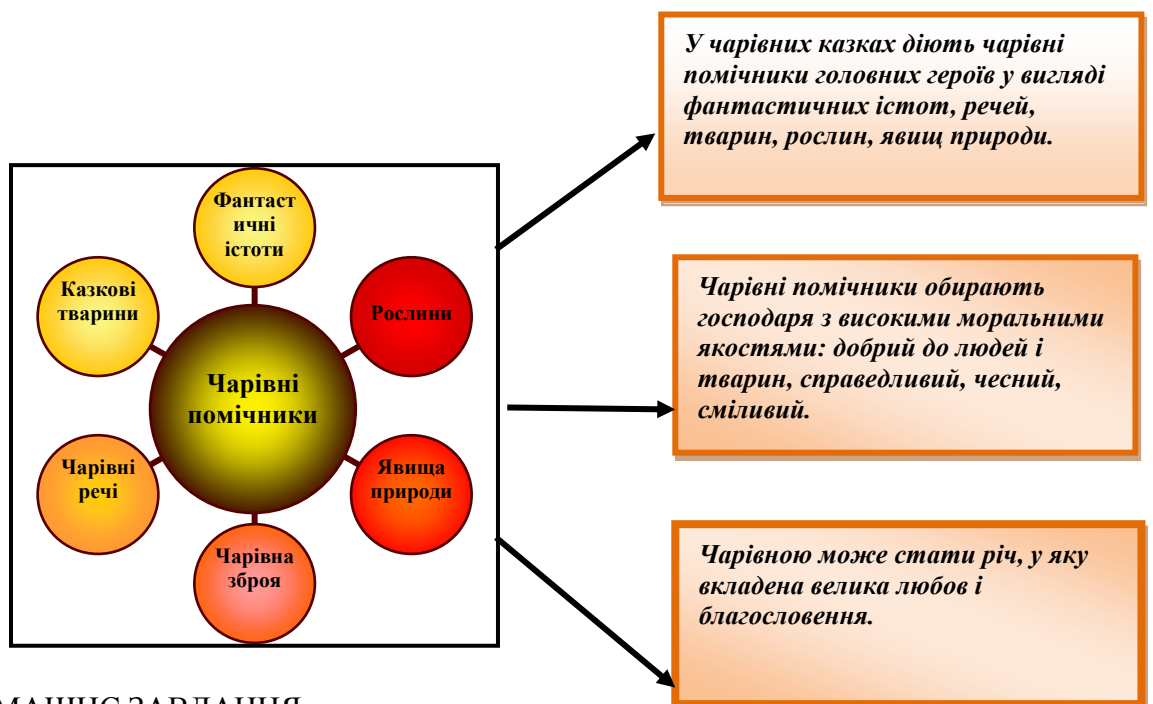 У чарівних казках діють чарівні
помічники головних героїв у вигляді
фантастичних істот, речей,
тварин, рослин, явищ природи.
Фантаст
ичні
істоти
Казкові
тварини
Рослини
Чарівні
помічники
Чарівні
речі
Явища
природи
Чарівна
зброя
Чарівні помічники обирають
господаря з високими моральними
якостями: добрий до людей і
тварин, справедливий, чесний,
сміливий.
Чарівною може стати річ, у яку
вкладена велика любов і
благословення.
ЗАВДАННЯ